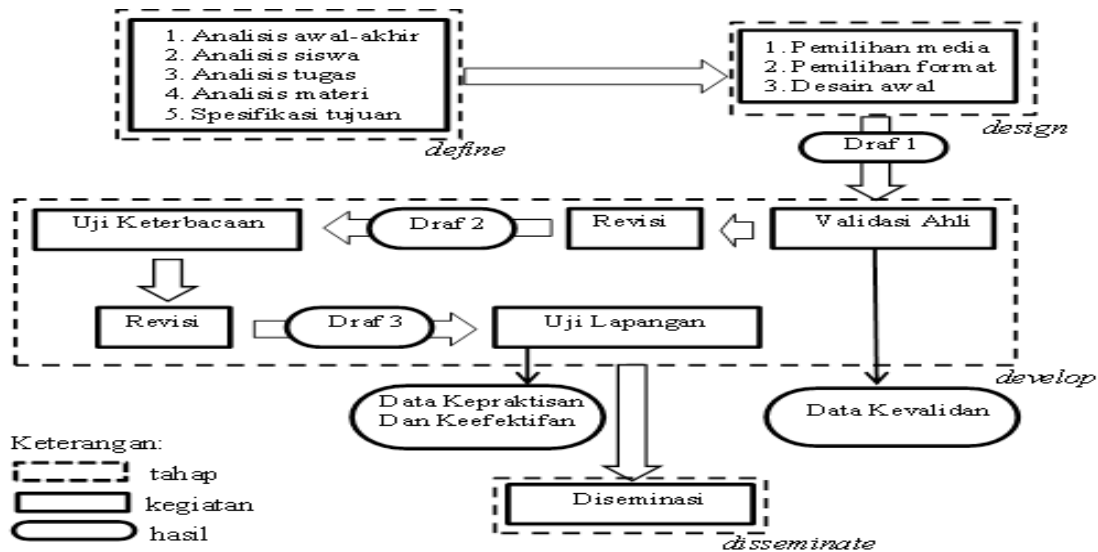 1. Analisis awal-akhir
2. Analisis siswa
3. Analisis tugas
4. Analisis materi
5. Spesifikasi tujuan
define
1. Pemilihan media
2. Pemilihan format
3. Desain awal
design
Draf 1
Validasi Ahli
Revisi
Draf 2
Uji Keterbacaan
Revisi
Draf 3
Uji Lapangan
develop
Data Kepraktisan
Dan Keefektifan
Data Kevalidan
Diseminasi
disseminate
Keterangan:
tahap
kegiatan
hasil